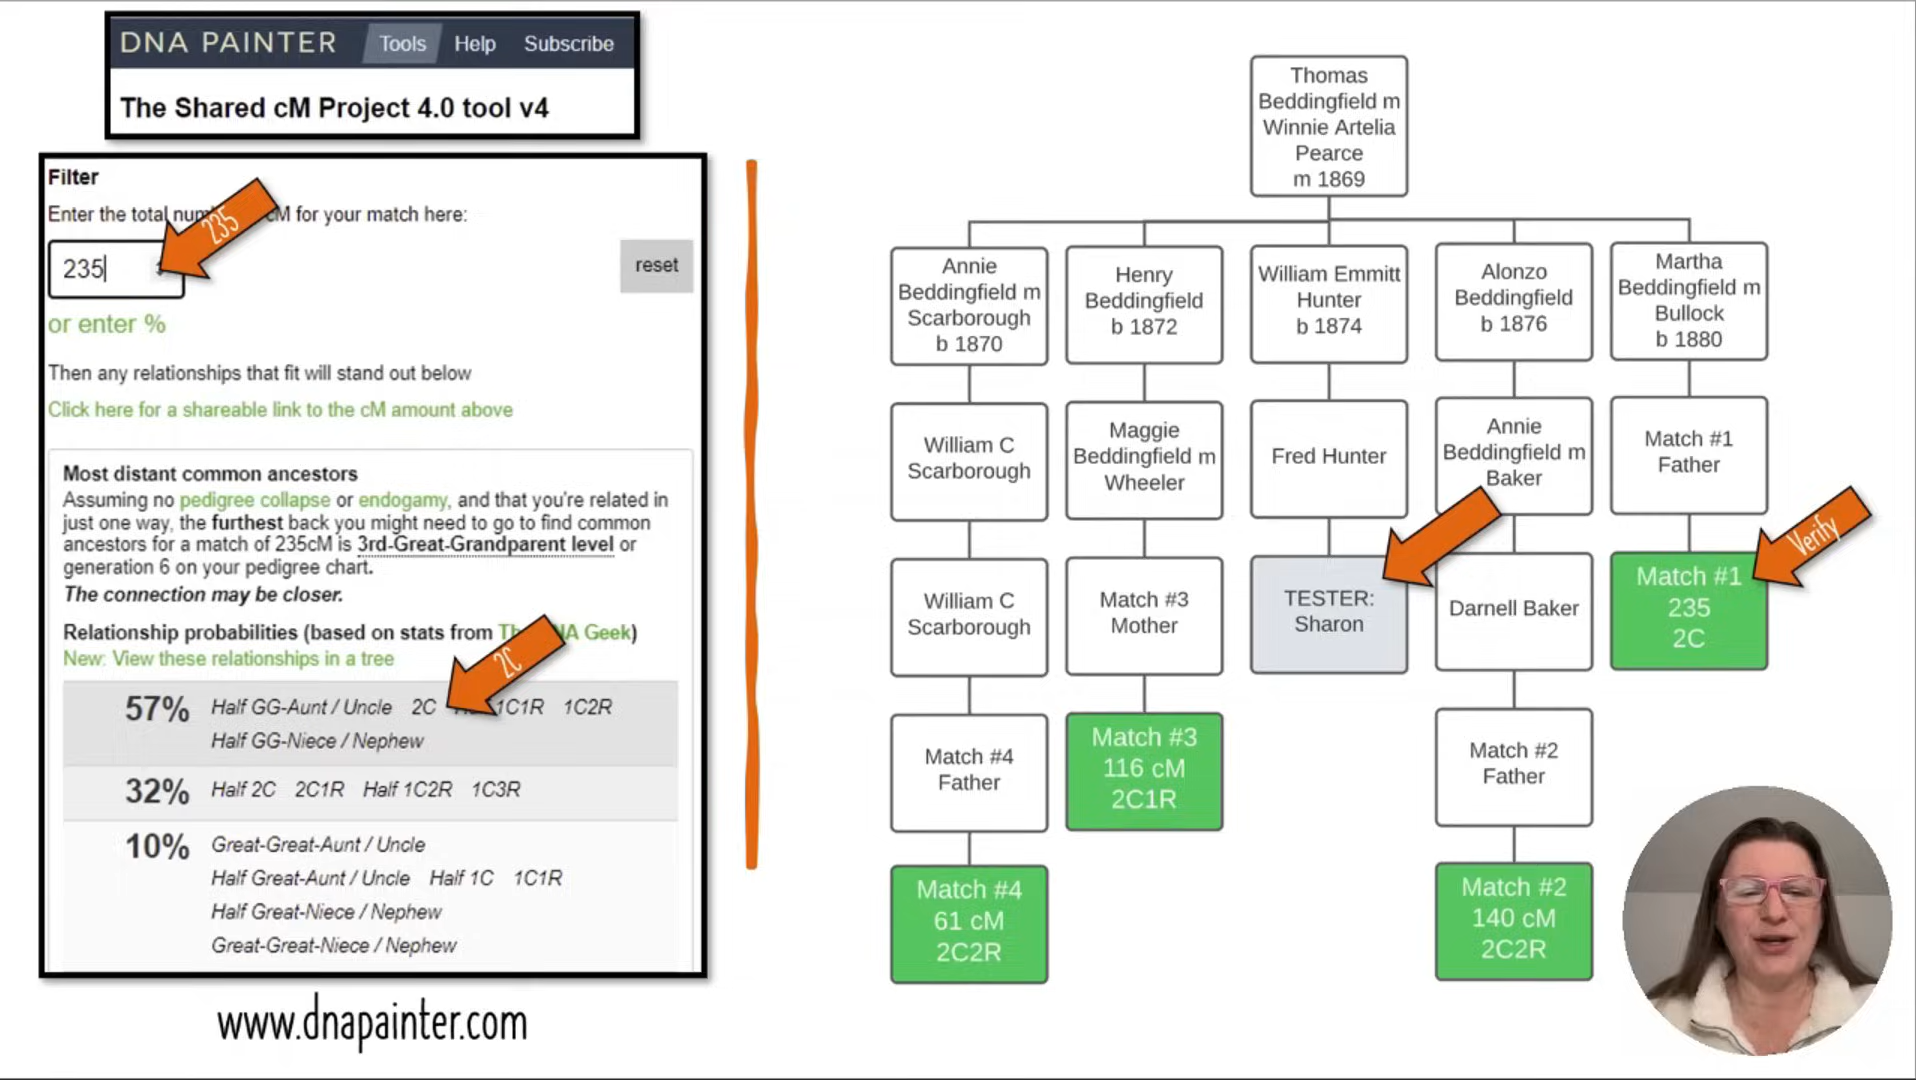 DNA PAINTER Tools Help Subscribe
The Shared cM Project 4.0 tool v4
Filter
Enter the total num cM for your match here:
235
235
reset
or enter %
Then any relationships that fit will stand out below
Click here for a shareable link to the cM amount above
Most distant common ancestors
Assuming no pedigree collapse or endogamy, and that you're related in
just one way, the furthest back you might need to go to find common
ancestors for a match of 235cM is 3rd-Great-Grandparent level or
generation 6 on your pedigree chart.
The connection may be closer.
Relationship probabilities (based on stats from Geek)
New: View these relationships in a tree
2C
57% Half GG-Aunt / Uncle 2C 1C1R 1C2R
Half GG-Niece / Nephew
32% Half 2C 2C1R Half 1C2R 1C3R
10% Great-Great-Aunt / Uncle
Half Great-Aunt / Uncle Half 1C 1C1R
Half Great-Niece / Nephew
Great-Great-Niece / Nephew
www.dnapainter.com
Thomas
Beddingfield m
Winnie Artelia
Pearce
m 1869
Annie
Beddingfield m
Scarborough
b 1870
Henry
Beddingfield
b 1872
William Emmitt
Hunter
b 1874
Alonzo
Beddingfield
b 1876
Martha
Beddingfield m
Bullock
b 1880
William C
Scarborough
Maggie
Beddingfield m
Wheeler
Fred Hunter
Annie
Beddingfield m
Baker
Match #1
Father
William C
Scarborough
Match #3
Mother
TESTER:
Sharon
Darnell Baker
Match #1
235
2C
Verify
Match #4
Father
Match #3
116 cM
2C1R
Match #2
Father
Match #4
61 cM
2C2R
Match #2
140 cM
2C2R